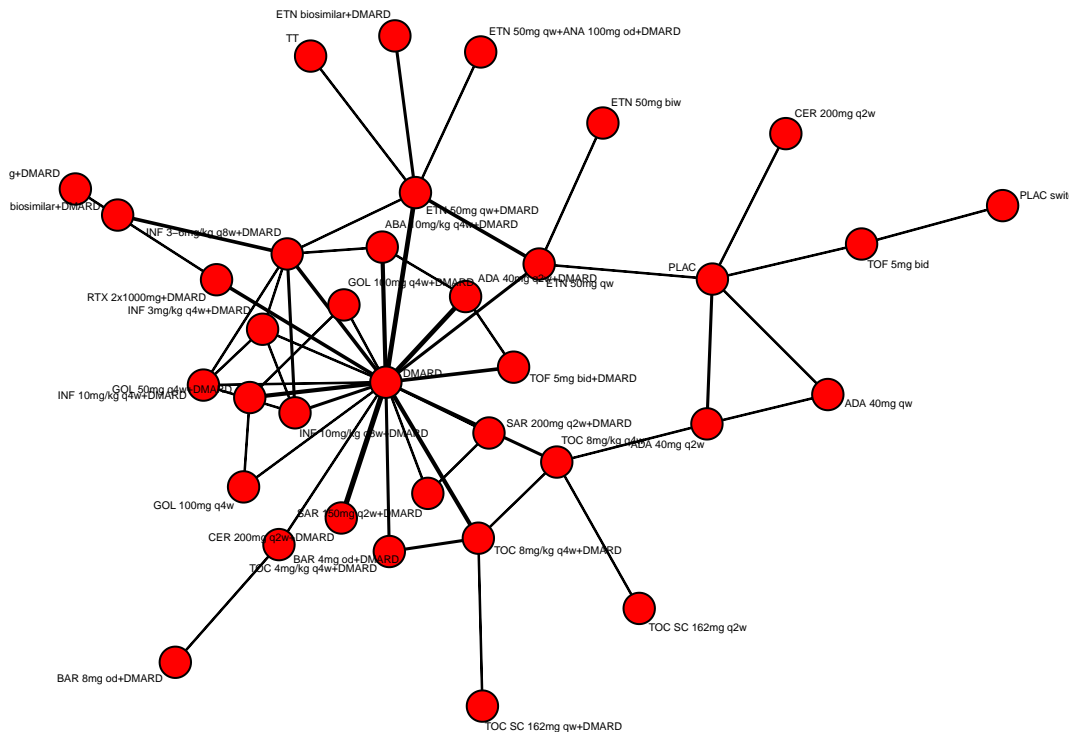 ETN biosimilar+DMARD
ETN 50mg qw+ANA 100mg od+DMARD
TT
ETN 50mg biw
CER 200mg q2w
g+DMARD
PLAC swit
biosimilar+DMARD
ETN 50mg qw+DMARD
ABA 10mg/kg q4w+DMARD
INF 3–6mg/kg q8w+DMARD
TOF 5mg bid
PLAC
GOL 100mg q4w+DMARD
ADA 40mg q2w+DMARD
ETN 50mg qw
RTX 2x1000mg+DMARD
INF 3mg/kg q4w+DMARD
DMARD
TOF 5mg bid+DMARD
GOL 50mg q4w+DMARD
INF 10mg/kg q4w+DMARD
ADA 40mg qw
SAR 200mg q2w+DMARD
INF 10mg/kg q8w+DMARD
TOC 8mg/kg q4w
ADA 40mg q2w
GOL 100mg q4w
SAR 150mg q2w+DMARD
CER 200mg q2w+DMARD
TOC 8mg/kg q4w+DMARD
BAR 4mg od+DMARD
TOC 4mg/kg q4w+DMARD
TOC SC 162mg q2w
BAR 8mg od+DMARD
TOC SC 162mg qw+DMARD